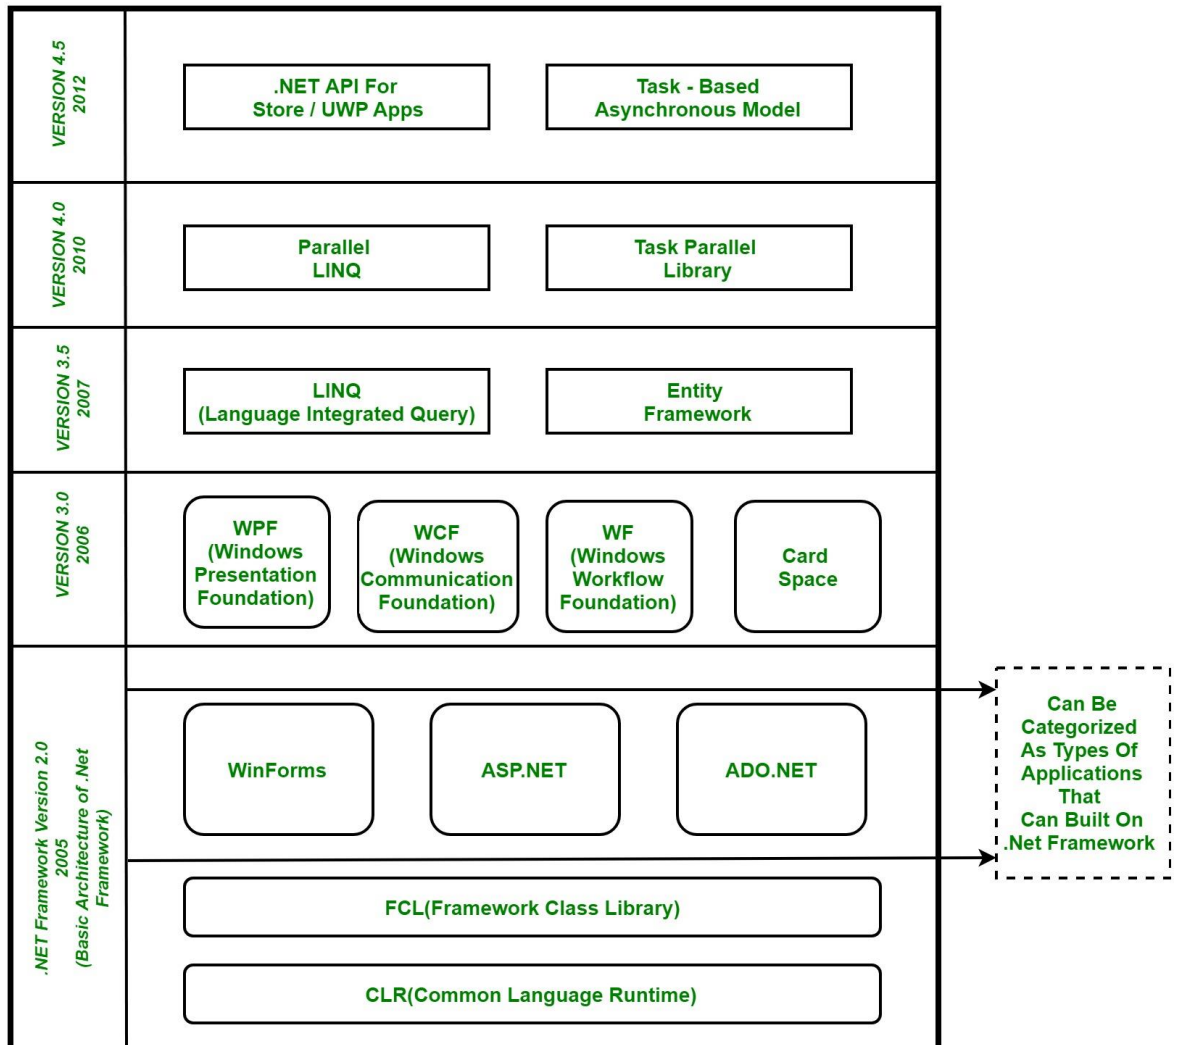 VERSION 4.5
2012
.NET API For
Store / UWP Apps
Task - Based
Asynchronous Model
VERSION 4.0
2010
Parallel
LINQ
Task Parallel
Library
VERSION 3.5
2007
LINQ
(Language Integrated Query)
Entity
Framework
VERSION 3.0
2006
WPF
(Windows
Presentation
Foundation)
WCF
(Windows
Communication
Foundation)
WF
(Windows
Workflow
Foundation)
Card
Space
.NET Framework Version 2.0
2005
(Basic Architecture of .Net
Framework)
WinForms
ASP.NET
ADO.NET
Can Be
Categorized
As Types Of
Applications
That
Can Built On
.Net Framework
FCL(Framework Class Library)
CLR(Common Language Runtime)